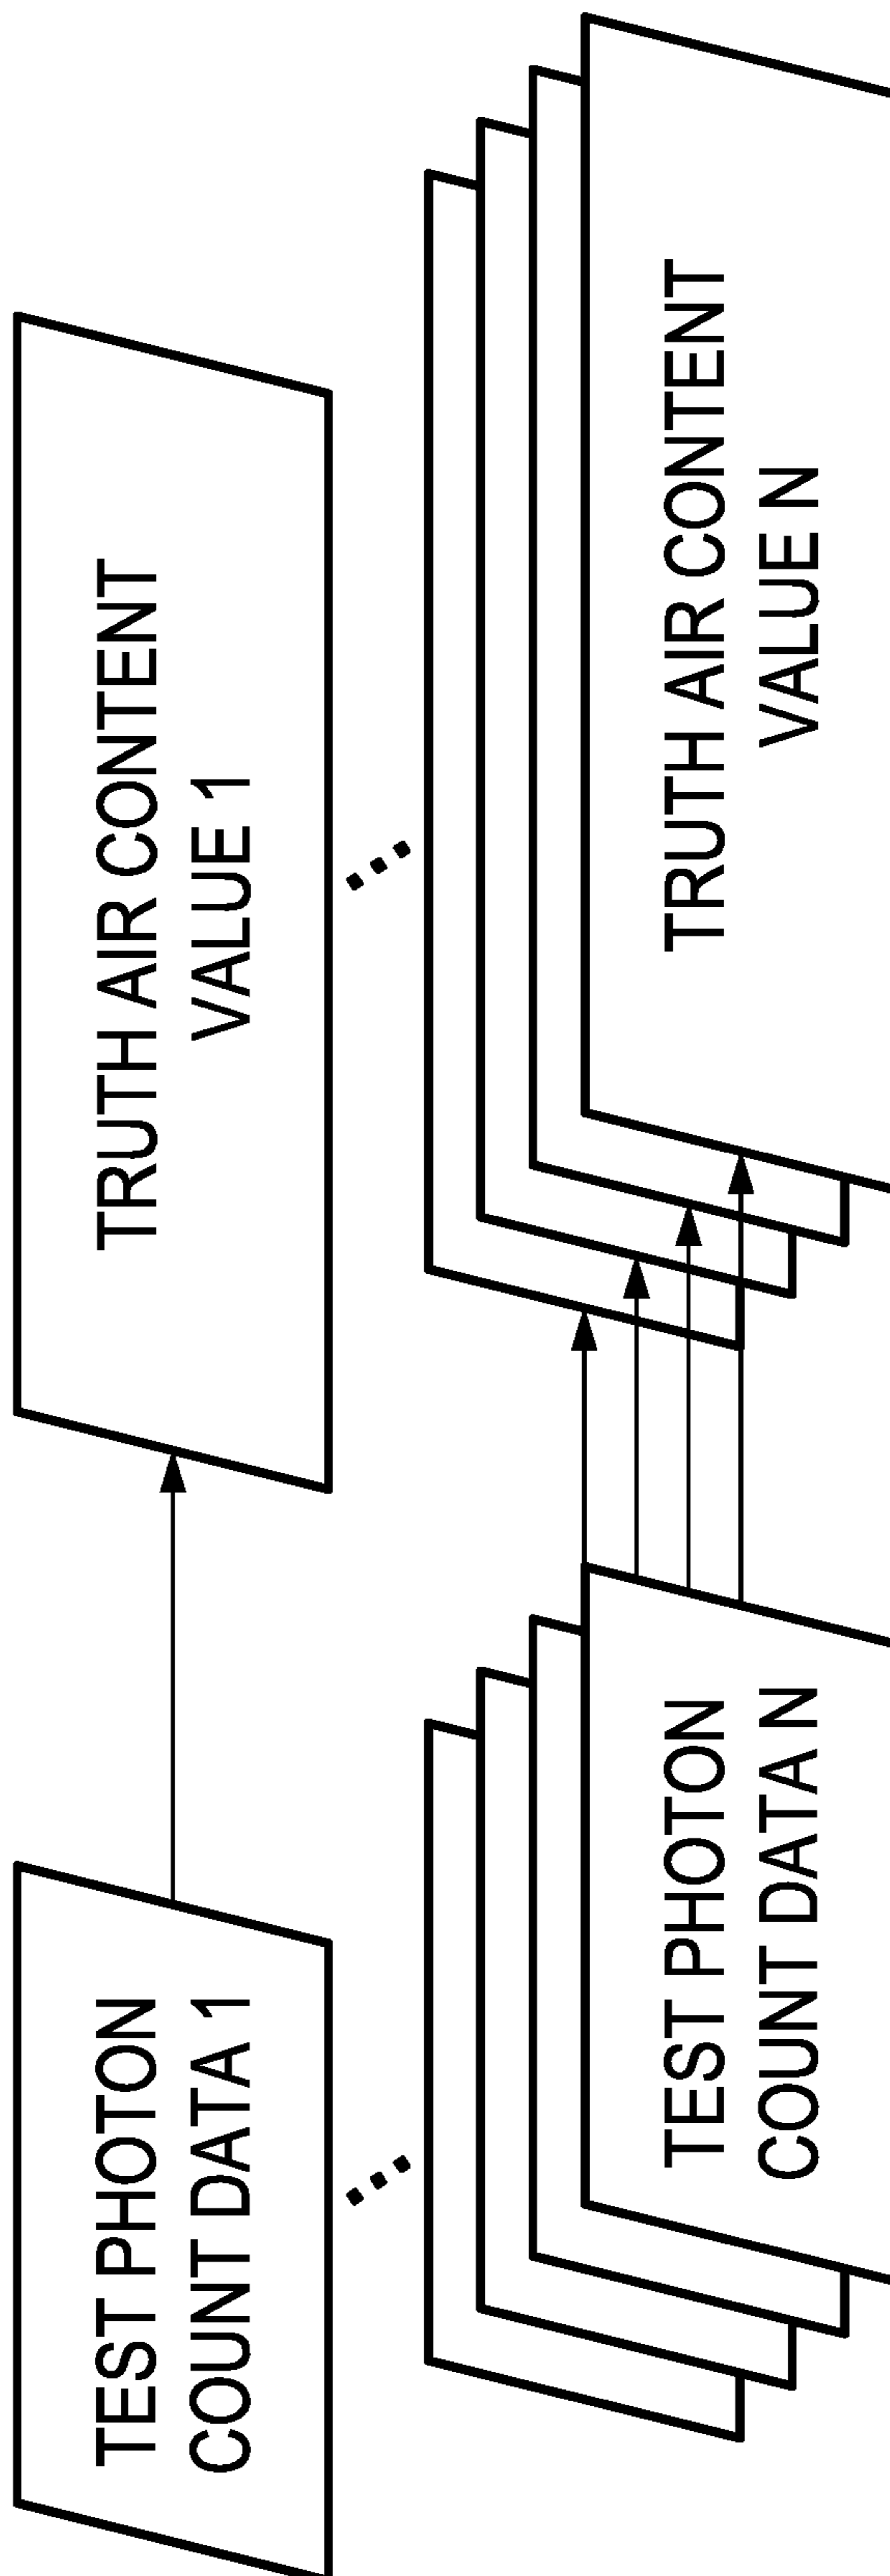 TEST PHOTON
COUNT DATA 1
TRUTH AIR CONTENT
VALUE 1
TEST PHOTON
COUNT DATA N
TRUTH AIR CONTENT
VALUE N